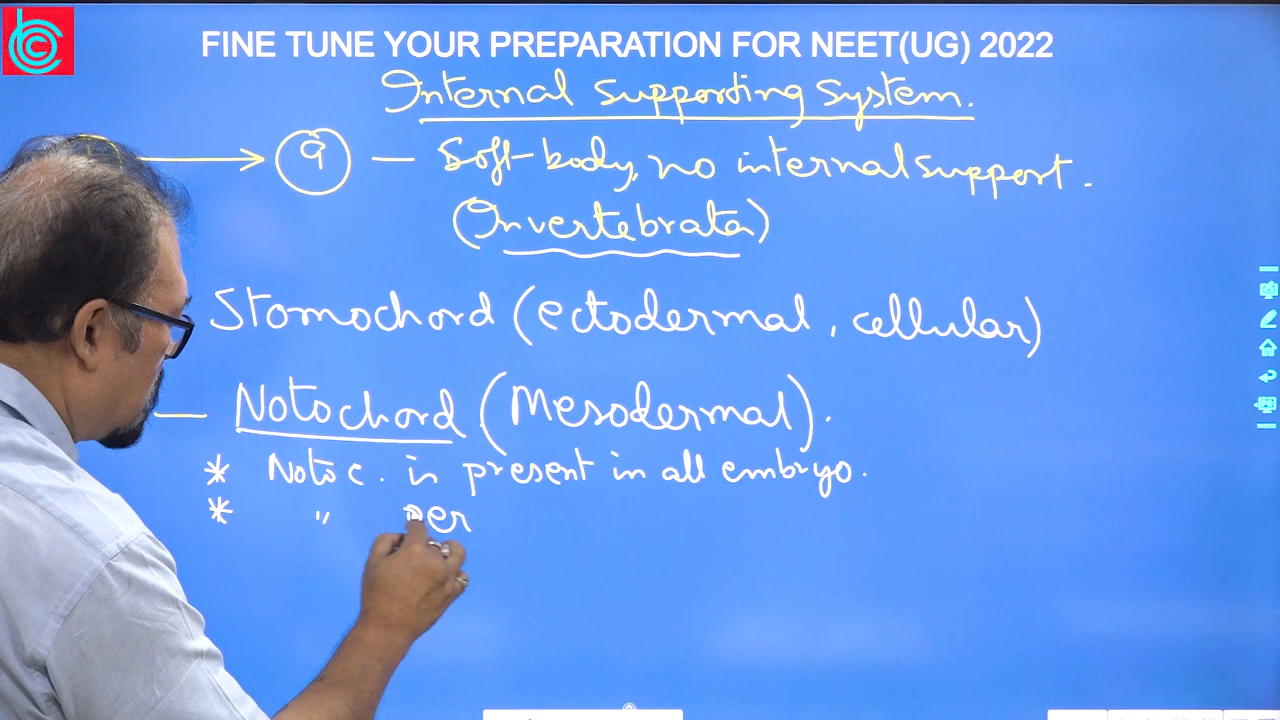 FINE TUNE YOUR PREPARATION FOR NEET(UG) 2022
Internal supporting system.
9 — Soft-body, no internal support.
(Invertebrata)
Stomochord (ectodermal, cellular)
— Notochord (Mesodermal).
* Noto c. is present in all embryo.
* " per